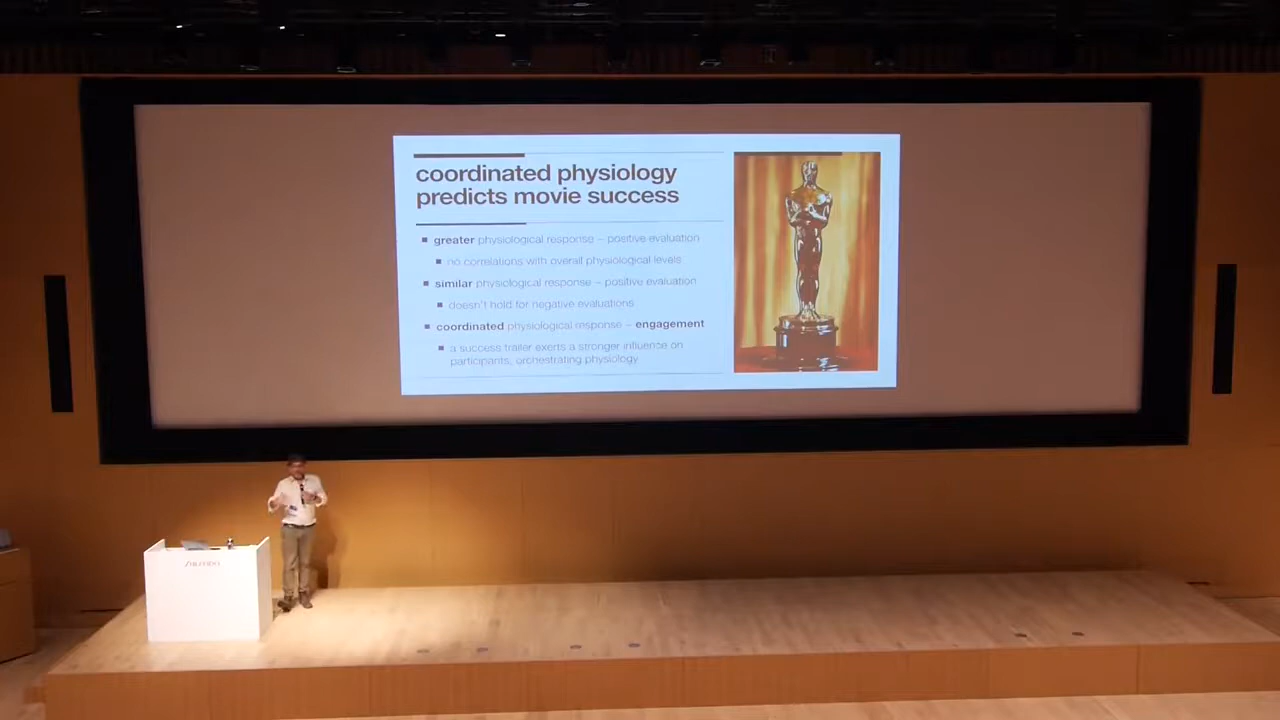 coordinated physiology
predicts movie success
greater physiological response – positive evaluation
no correlations with overall physiological levels
similar physiological response – positive evaluation
doesn't hold for negative evaluations
coordinated physiological response – engagement
a success trailer exerts a stronger influence on
participants, orchestrating physiology
SHISEIDO